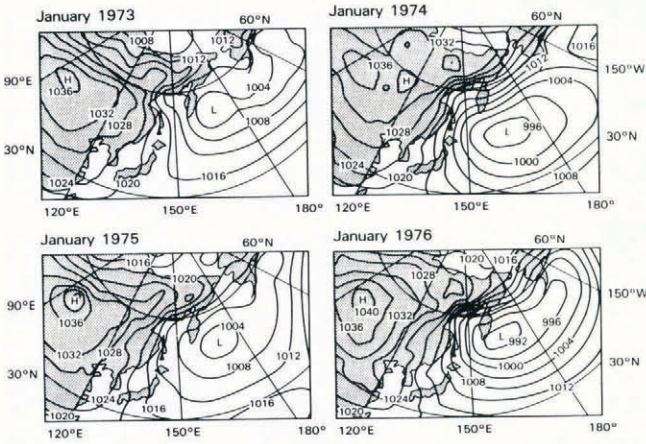 January 1973
60°N
90°E
30°N
1008
1012
1012
1004
H
1036
1032
1028
L
1008
1024
1020
1016
120°E
150°E
180°
January 1974
60°N
150°W
30°N
1032
1016
1036
H
1012
1004
1028
L
996
1000
1024
1020
1008
120°E
150°E
180°
January 1975
60°N
90°E
30°N
1016
1020
H
1036
1004
L
1032
1028
1008
1012
1024
1016
1016
1020
120°E
150°E
180°
January 1976
60°N
150°W
30°N
1020
1016
1028
H
1040
1032
1036
996
L
992
1004
1000
1008
1012
120°E
150°E
180°